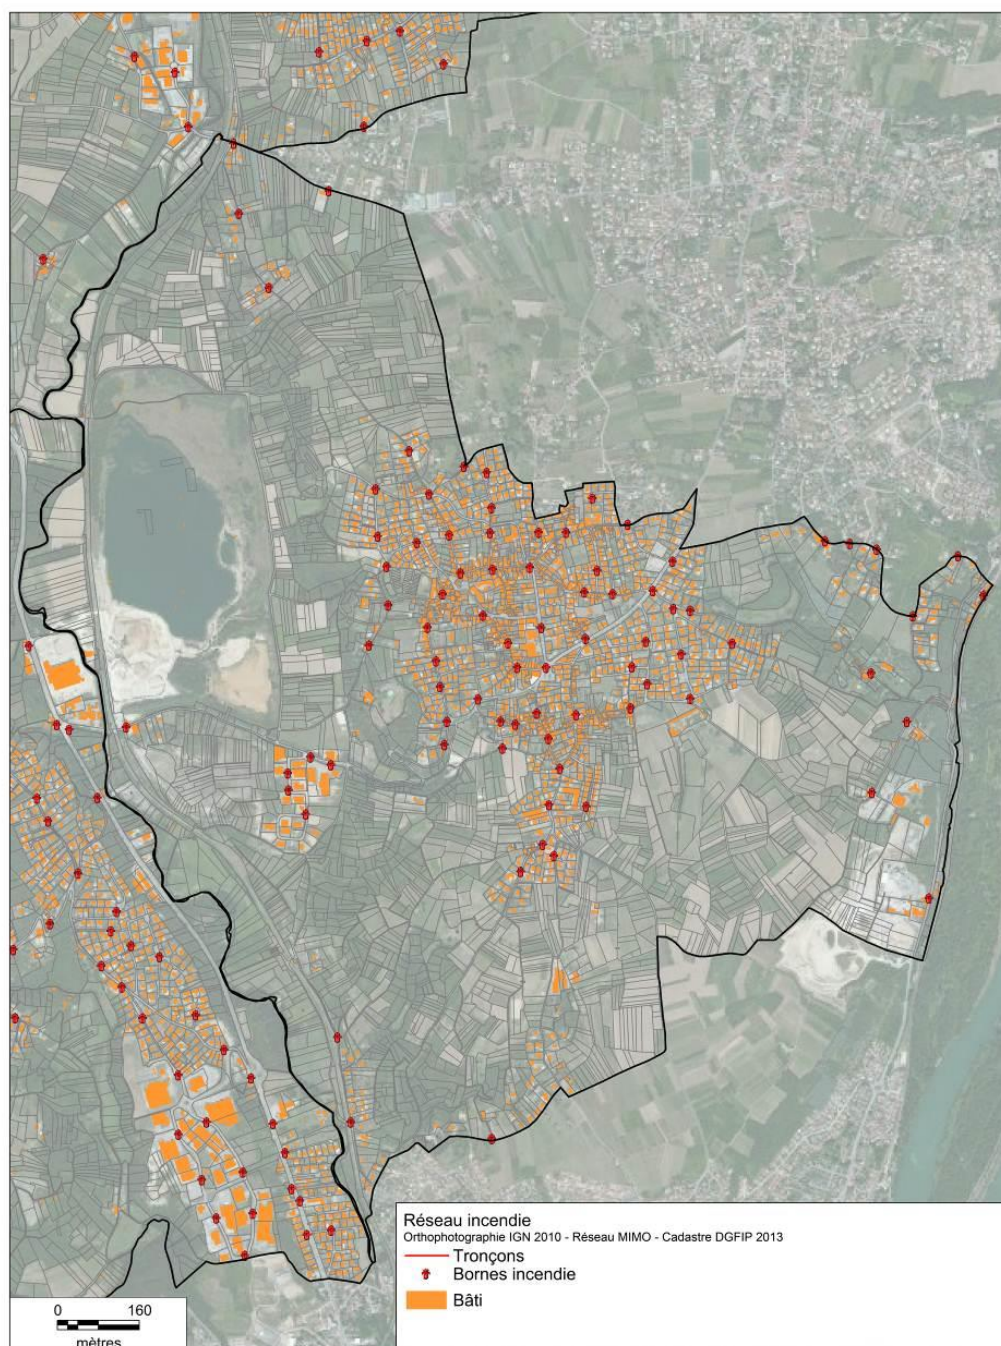 Réseau incendie
Orthophotographie IGN 2010 - Réseau MIMO - Cadastre DGFIP 2013
Tronçons
Bornes incendie
Bâti
0 160
mètres